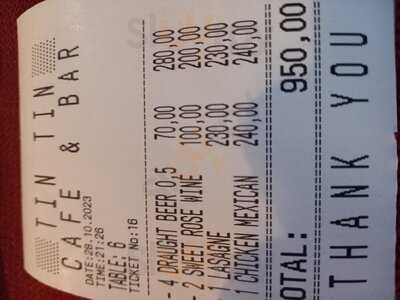 TIN TIN
CAFE & BAR
DATE:28.10.2023
TIME:21:26
TABLE: 6
TICKET No:16
- 4 DRAUGHT BEER 0,5 70,00 280,00
- 2 SWEET ROSE WINE 100,00 200,00
1 LASAGNE 230,00 230,00
1 CHICKEN MEXICAN 240,00 240,00
OTAL: 950,00
THANK YOU